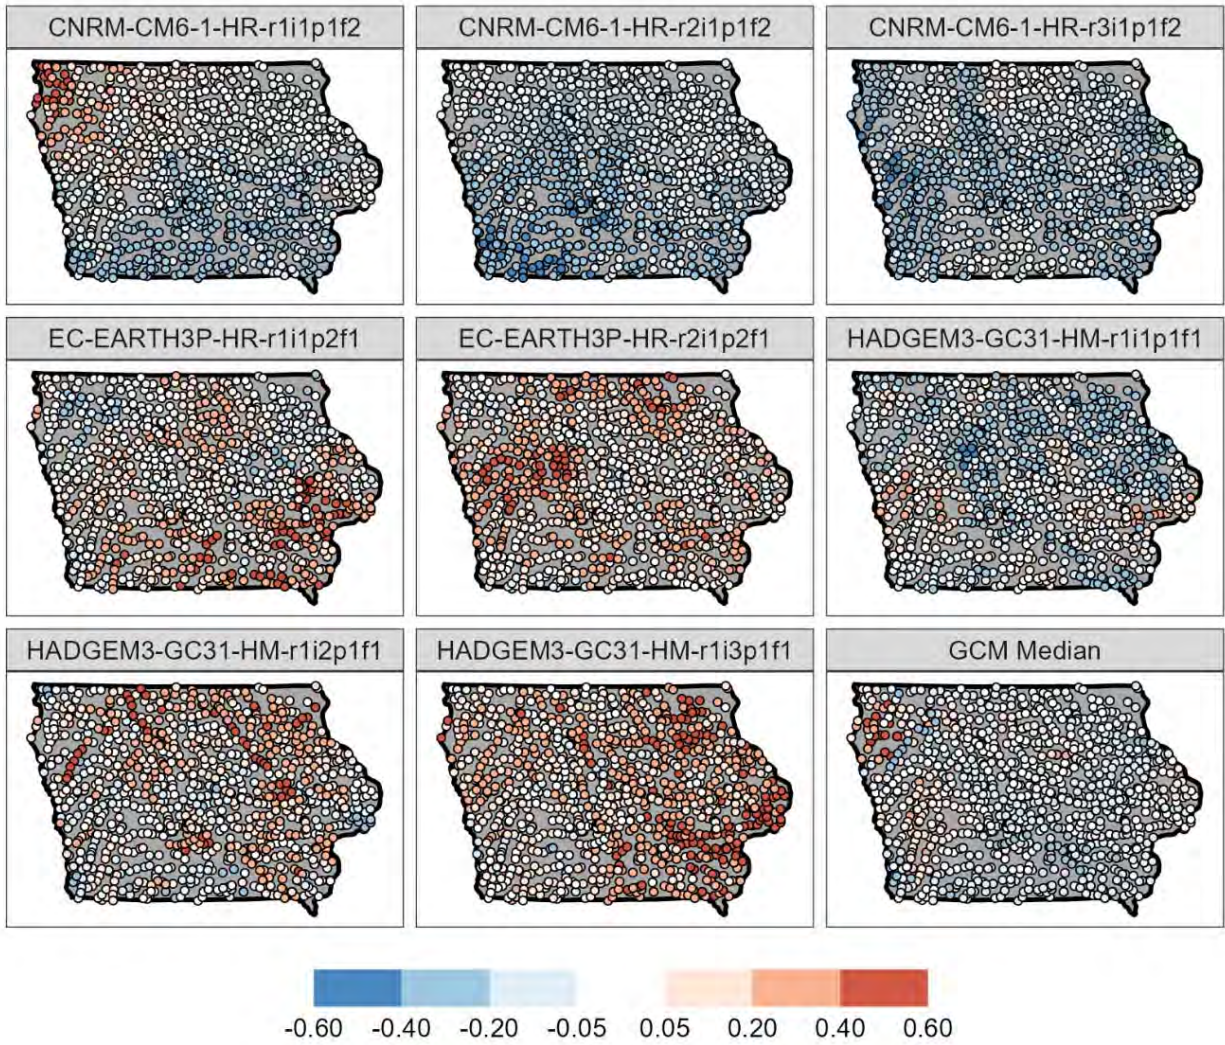 CNRM-CM6-1-HR-r1i1p1f2
CNRM-CM6-1-HR-r2i1p1f2
CNRM-CM6-1-HR-r3i1p1f2
EC-EARTH3P-HR-r1i1p2f1
EC-EARTH3P-HR-r2i1p2f1
HADGEM3-GC31-HM-r1i1p1f1
HADGEM3-GC31-HM-r1i2p1f1
HADGEM3-GC31-HM-r1i3p1f1
GCM Median
-0.60 -0.40 -0.20 -0.05 0.05 0.20 0.40 0.60